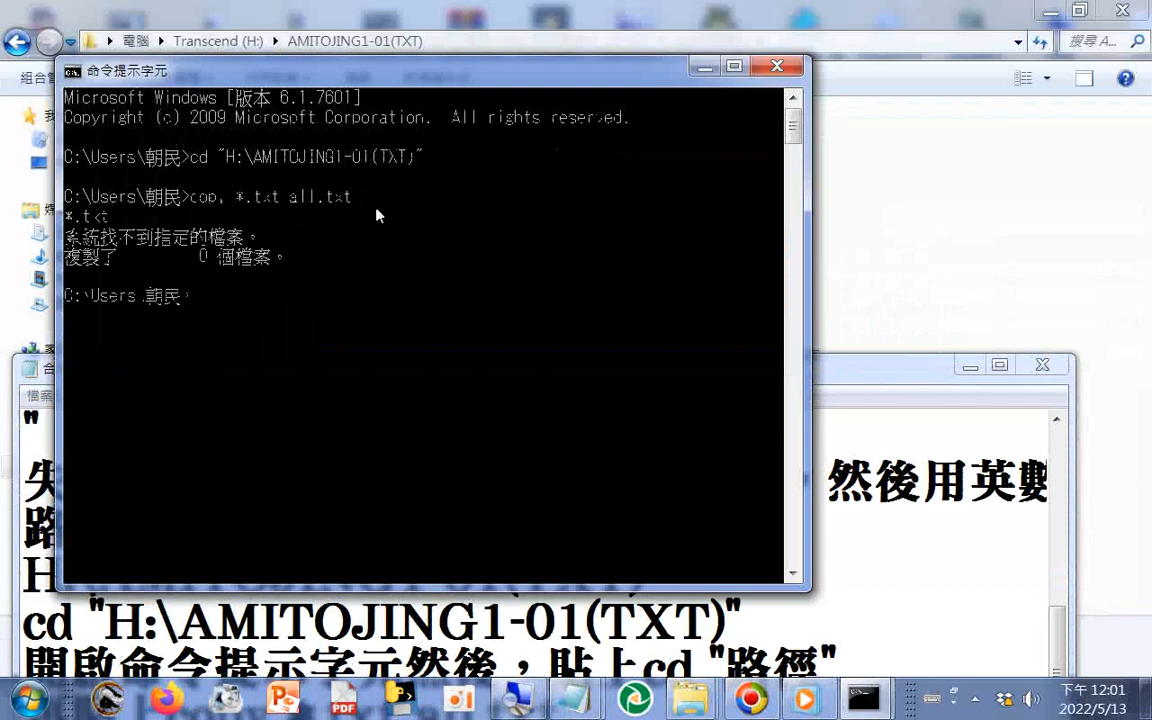 電腦 ▸ Transcend (H:) ▸ AMITOJING1-01(TXT)
搜尋 A...
命令提示字元
Microsoft Windows [版本 6.1.7601]
Copyright (c) 2009 Microsoft Corporation. All rights reserved.
C:\Users\朝民>cd "H:\AMITOJING1-01(TXT)"
C:\Users\朝民>copy *.txt all.txt
*.txt
系統找不到指定的檔案。
複製了 0 個檔案。
C:\Users\朝民>
"
然後用英數
路
H
cd "H:\AMITOJING1-01(TXT)"
開啟命令提示字元然後，貼上cd "路徑"
PDF
下午 12:01
2022/5/13